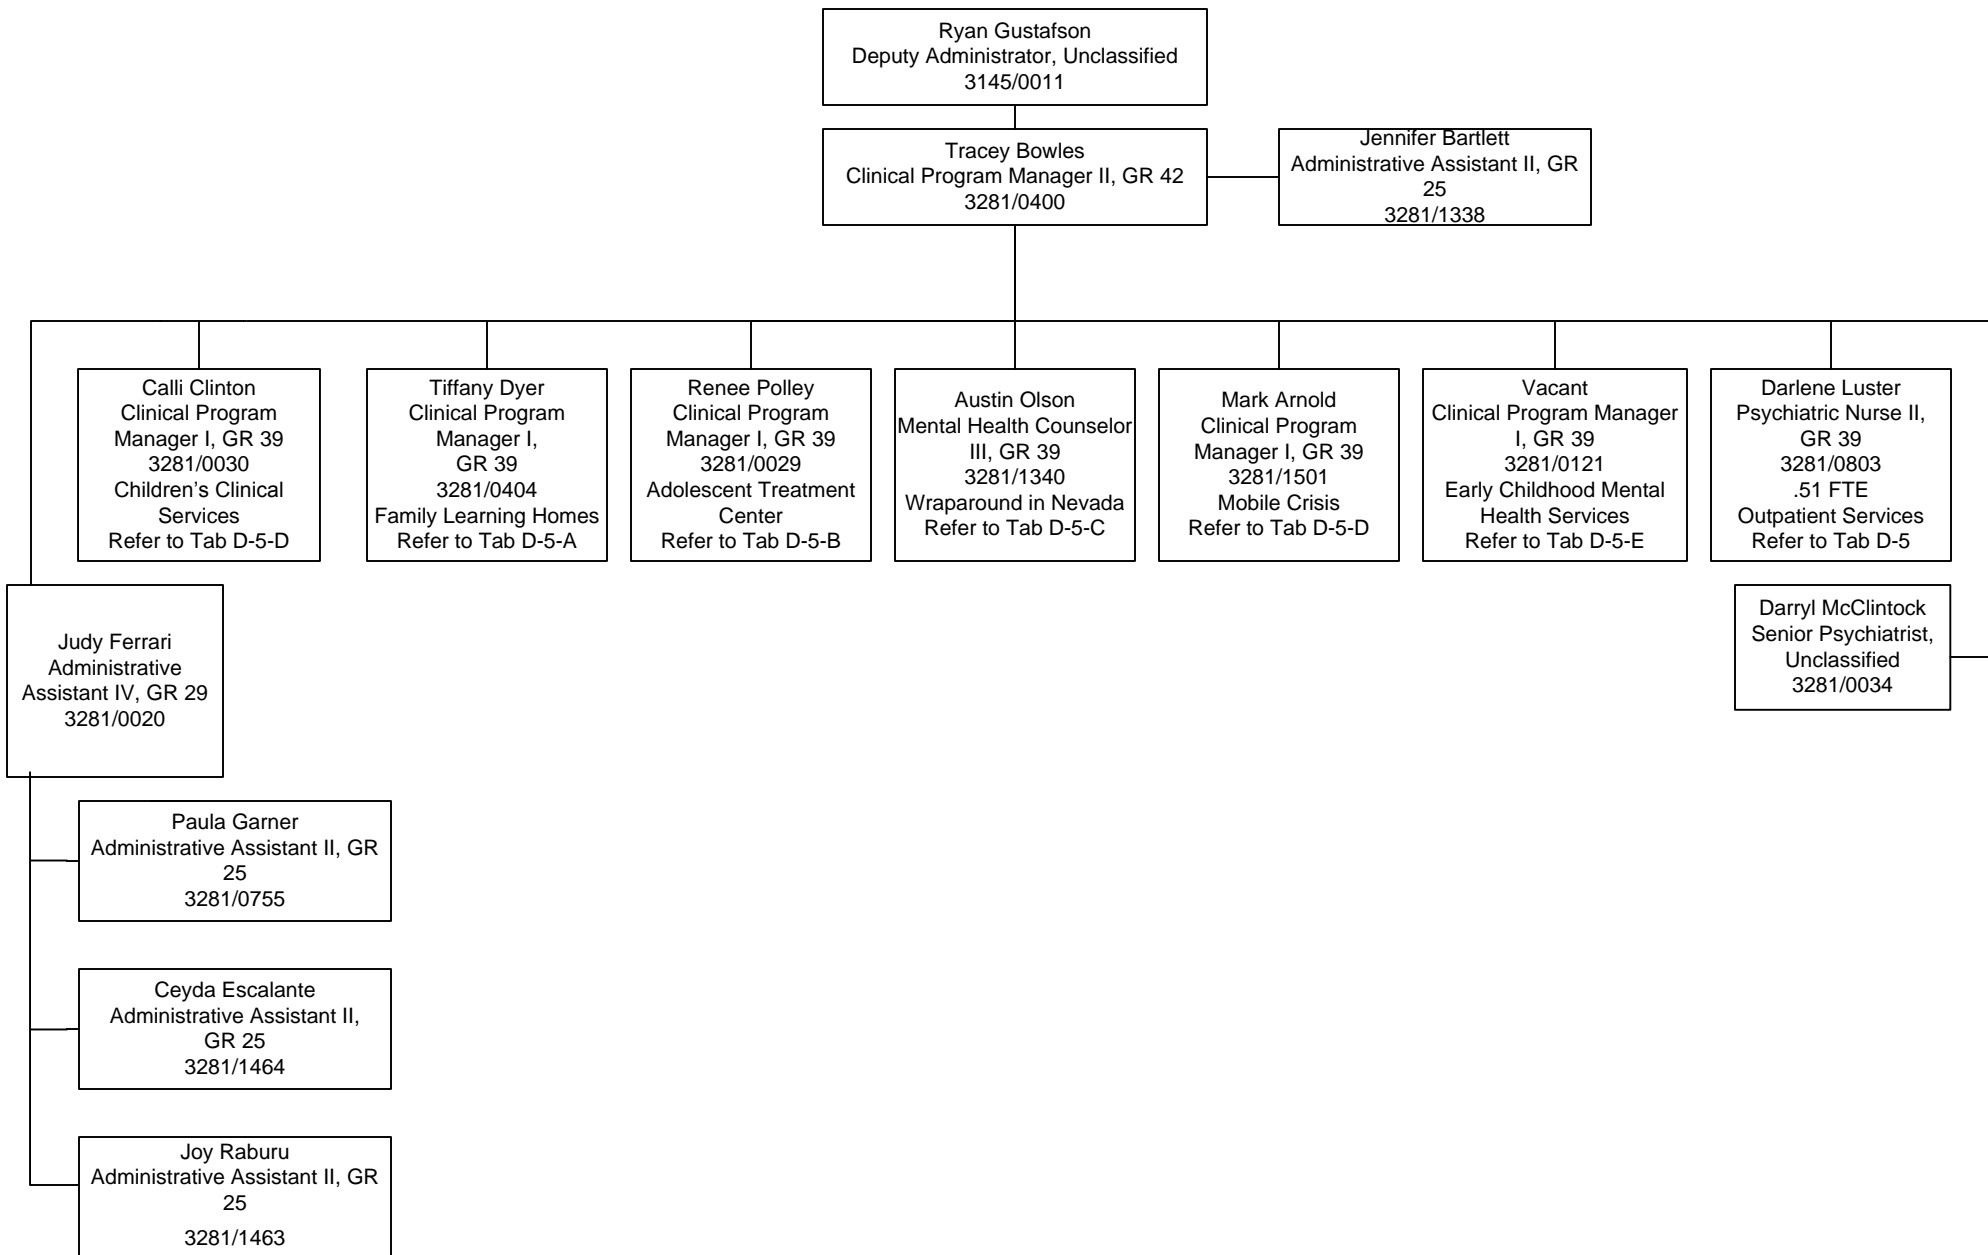 Ryan Gustafson
Deputy Administrator, Unclassified
3145/0011
Tracey Bowles
Clinical Program Manager II, GR 42
3281/0400
Jennifer Bartlett
Administrative Assistant II, GR
25
3281/1338
Calli Clinton
Clinical Program
Manager I, GR 39
3281/0030
Children’s Clinical
Services
Refer to Tab D-5-D
Tiffany Dyer
Clinical Program
Manager I,
GR 39
3281/0404
Family Learning Homes
Refer to Tab D-5-A
Renee Polley
Clinical Program
Manager I, GR 39
3281/0029
Adolescent Treatment
Center
Refer to Tab D-5-B
Austin Olson
Mental Health Counselor
III, GR 39
3281/1340
Wraparound in Nevada
Refer to Tab D-5-C
Mark Arnold
Clinical Program
Manager I, GR 39
3281/1501
Mobile Crisis
Refer to Tab D-5-D
Vacant
Clinical Program Manager
I, GR 39
3281/0121
Early Childhood Mental
Health Services
Refer to Tab D-5-E
Darlene Luster
Psychiatric Nurse II,
GR 39
3281/0803
.51 FTE
Outpatient Services
Refer to Tab D-5
Judy Ferrari
Administrative
Assistant IV, GR 29
3281/0020
Darryl McClintock
Senior Psychiatrist,
Unclassified
3281/0034
Paula Garner
Administrative Assistant II, GR
25
3281/0755
Ceyda Escalante
Administrative Assistant II,
GR 25
3281/1464
Joy Raburu
Administrative Assistant II, GR
25
3281/1463